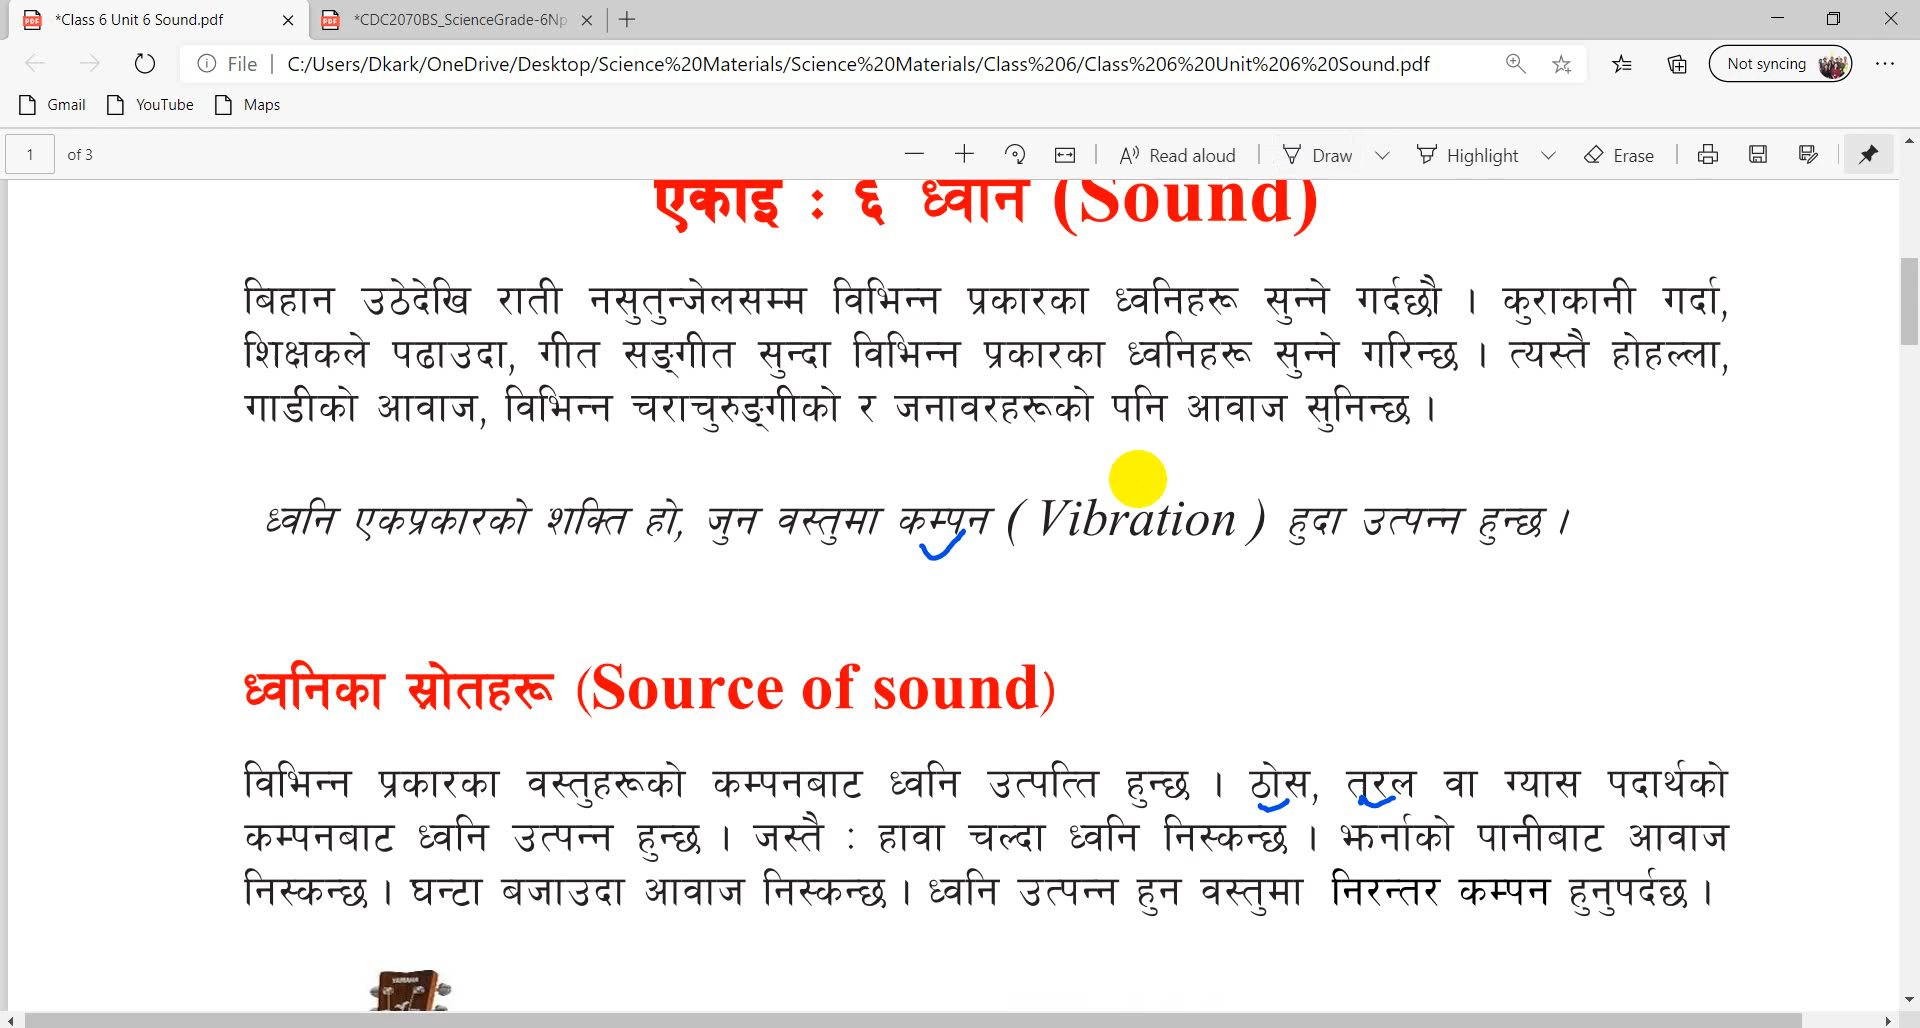 *Class 6 Unit 6 Sound.pdf
*CDC2070BS_ScienceGrade-6Np
File
C:/Users/Dkark/OneDrive/Desktop/Science%20Materials/Science%20Materials/Class%206/Class%206%20Unit%206%20Sound.pdf
Not syncing
Gmail YouTube Maps
1 of 3
Read aloud Draw Highlight Erase
एकाइ : ६ ध्वनि (Sound)
बिहान उठेदेखि राती नसुतुन्जेलसम्म विभिन्न प्रकारका ध्वनिहरू सुन्ने गर्दछौ । कुराकानी गर्दा,
शिक्षकले पढाउदा, गीत सङ्गीत सुन्दा विभिन्न प्रकारका ध्वनिहरू सुन्ने गरिन्छ । त्यस्तै होहल्ला,
गाडीको आवाज, विभिन्न चराचुरुङ्गीको र जनावरहरूको पनि आवाज सुनिन्छ ।
ध्वनि एकप्रकारको शक्ति हो, जुन वस्तुमा कम्पन ( Vibration ) हुदा उत्पन्न हुन्छ ।
ध्वनिका स्रोतहरू (Source of sound)
विभिन्न प्रकारका वस्तुहरूको कम्पनबाट ध्वनि उत्पत्ति हुन्छ । ठोस, तरल वा ग्यास पदार्थको
कम्पनबाट ध्वनि उत्पन्न हुन्छ । जस्तै : हावा चल्दा ध्वनि निस्कन्छ । झर्नाको पानीबाट आवाज
निस्कन्छ । घन्टा बजाउदा आवाज निस्कन्छ । ध्वनि उत्पन्न हुन वस्तुमा निरन्तर कम्पन हुनुपर्दछ ।
YAMAHA